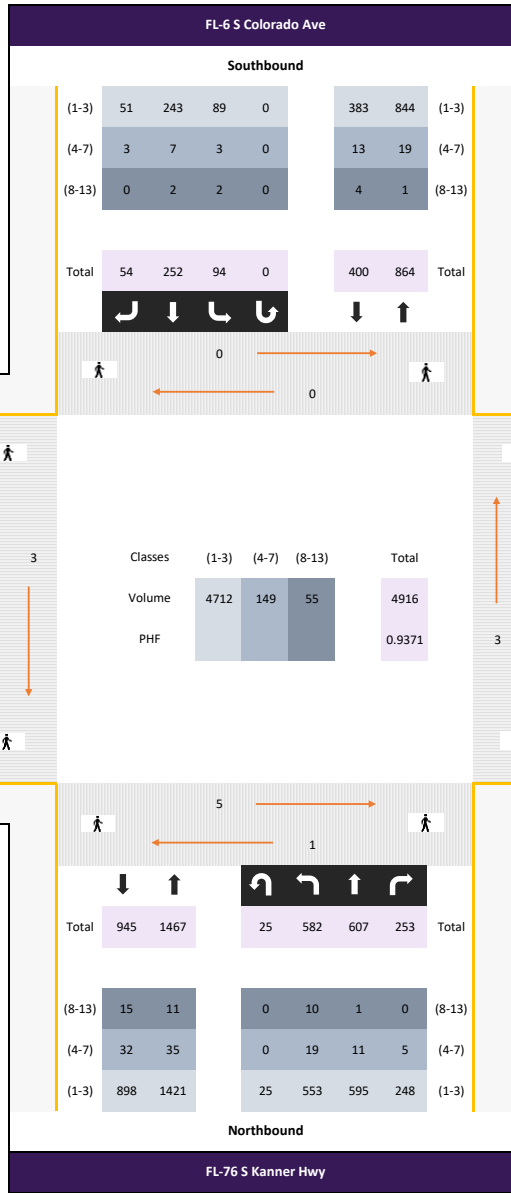 FL-6 S Colorado Ave
Southbound
(1-3) 51 243 89 0 383 844 (1-3)
(4-7) 3 7 3 0 13 19 (4-7)
(8-13) 0 2 2 0 4 1 (8-13)
Total 54 252 94 0 400 864 Total
0
0
3
Classes (1-3) (4-7) (8-13) Total
Volume 4712 149 55 4916
PHF 0.9371
3
5
1
Total 945 1467 25 582 607 253 Total
(8-13) 15 11 0 10 1 0 (8-13)
(4-7) 32 35 0 19 11 5 (4-7)
(1-3) 898 1421 25 553 595 248 (1-3)
Northbound
FL-76 S Kanner Hwy